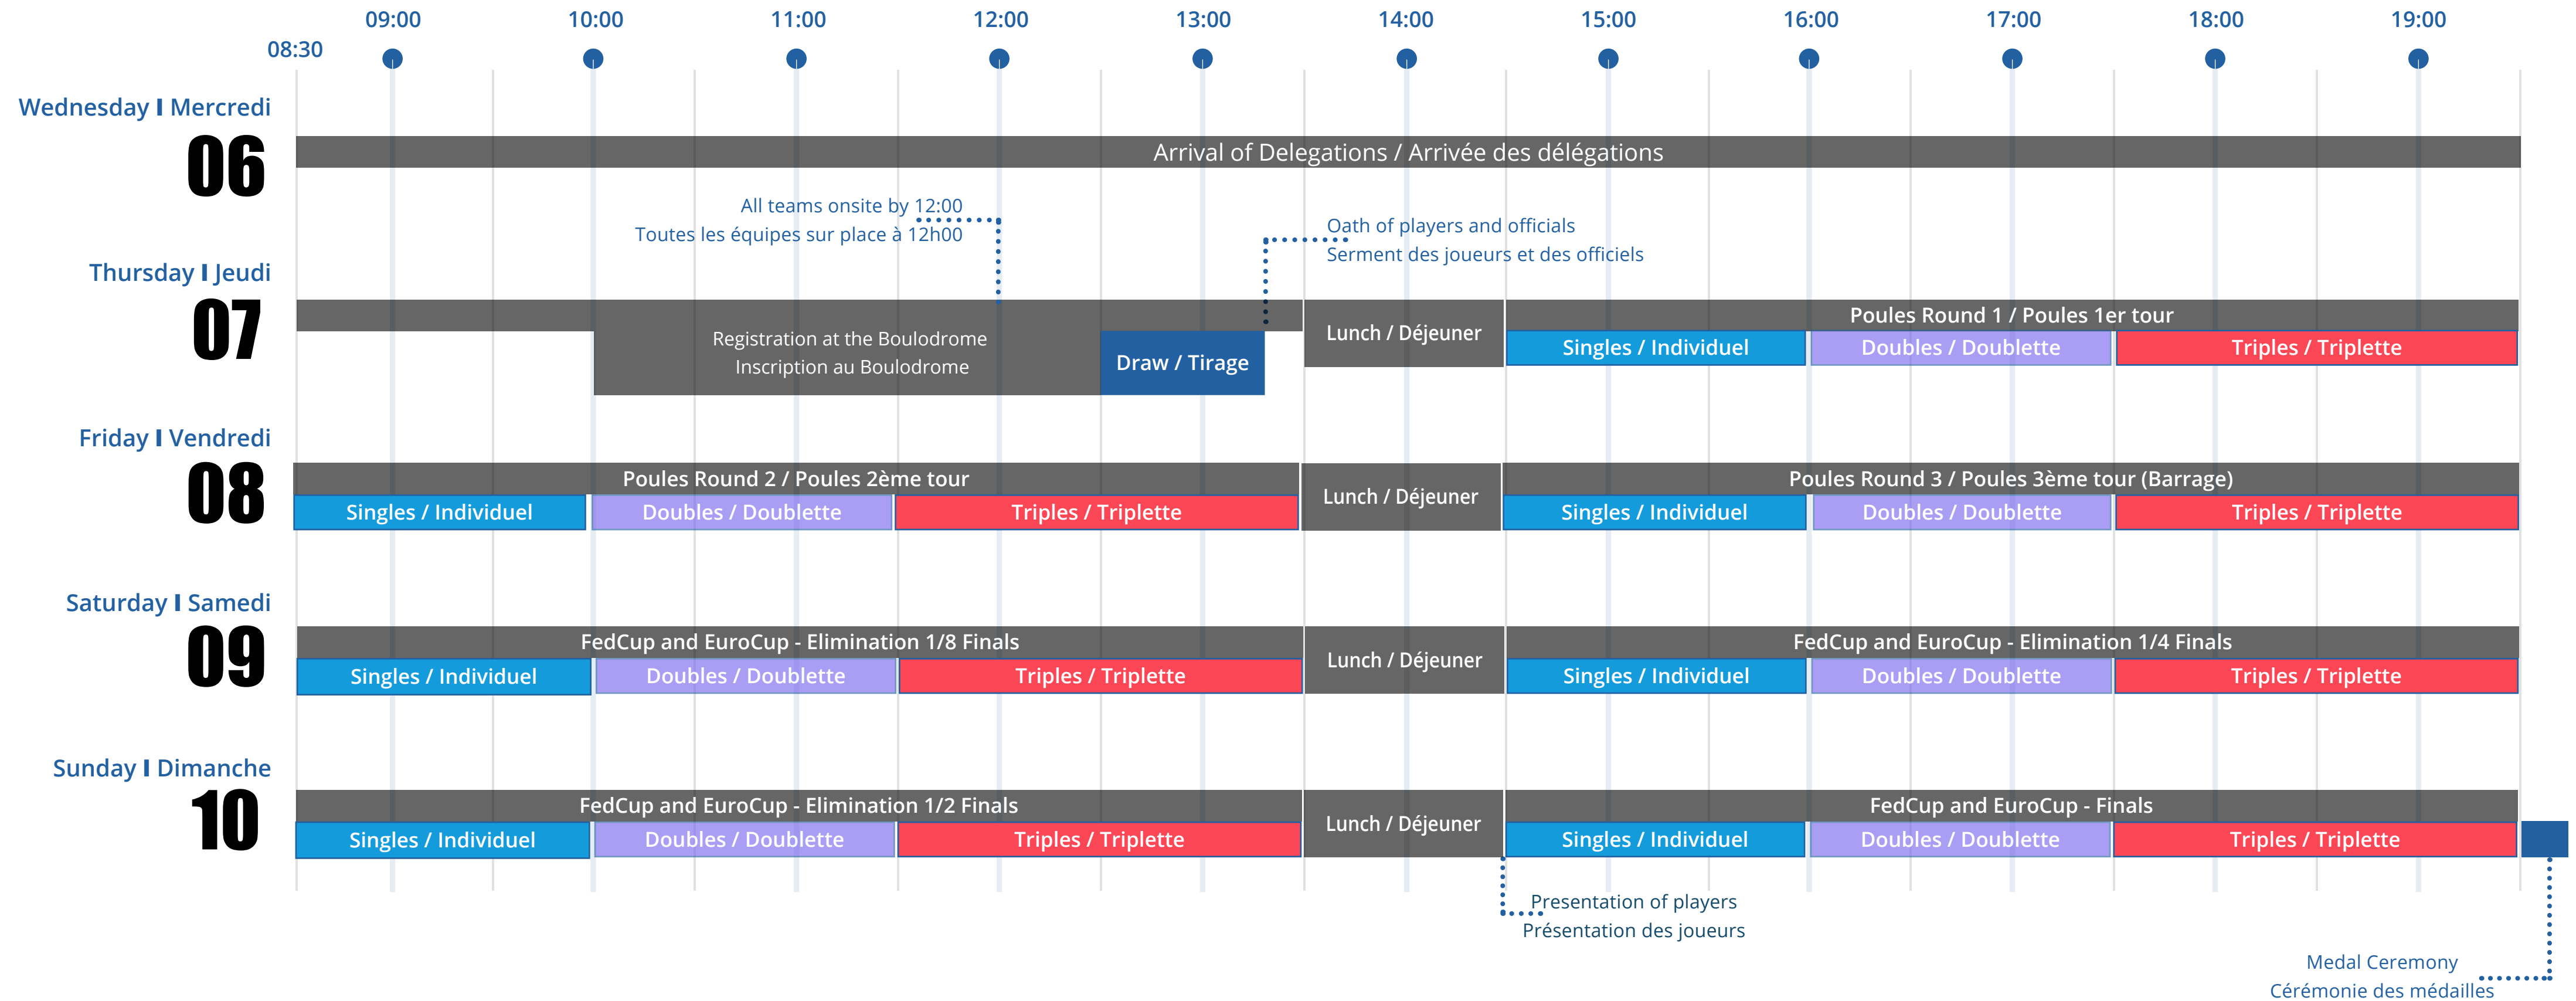 09:00
10:00
11:00
12:00
13:00
14:00
15:00
16:00
17:00
18:00
19:00
08:30
Wednesday I Mercredi
06
Arrival of Delegations / Arrivée des délégations
All teams onsite by 12:00
Toutes les équipes sur place à 12h00
Oath of players and officials
Serment des joueurs et des officiels
Thursday I Jeudi
07
Registration at the Boulodrome
Inscription au Boulodrome
Draw / Tirage
Lunch / Déjeuner
Poules Round 1 / Poules 1er tour
Singles / Individuel
Doubles / Doublette
Triples / Triplette
Friday I Vendredi
08
Poules Round 2 / Poules 2ème tour
Singles / Individuel
Doubles / Doublette
Triples / Triplette
Lunch / Déjeuner
Poules Round 3 / Poules 3ème tour (Barrage)
Singles / Individuel
Doubles / Doublette
Triples / Triplette
Saturday I Samedi
09
FedCup and EuroCup - Elimination 1/8 Finals
Singles / Individuel
Doubles / Doublette
Triples / Triplette
Lunch / Déjeuner
FedCup and EuroCup - Elimination 1/4 Finals
Singles / Individuel
Doubles / Doublette
Triples / Triplette
Sunday I Dimanche
10
FedCup and EuroCup - Elimination 1/2 Finals
Singles / Individuel
Doubles / Doublette
Triples / Triplette
Lunch / Déjeuner
FedCup and EuroCup - Finals
Singles / Individuel
Doubles / Doublette
Triples / Triplette
Presentation of players
Présentation des joueurs
Medal Ceremony
Cérémonie des médailles